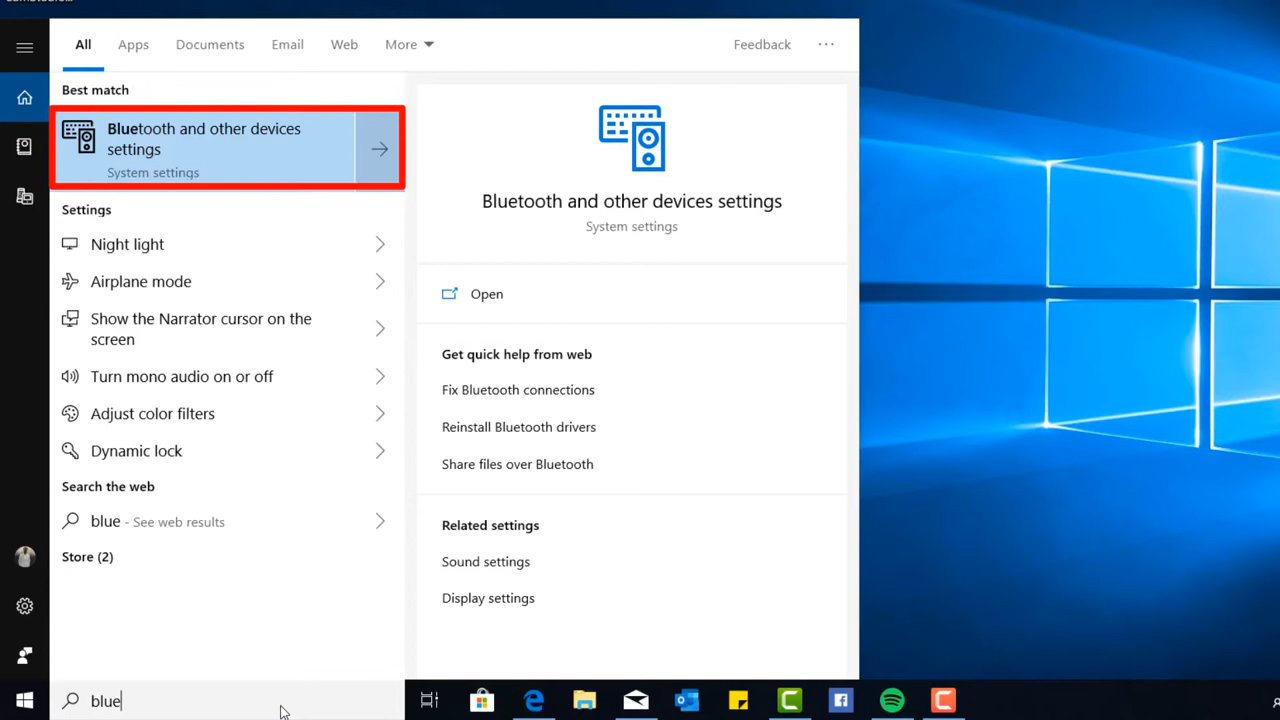 All Apps Documents Email Web More Feedback
Best match
Bluetooth and other devices
settings
System settings
Settings
Night light
Airplane mode
Show the Narrator cursor on the
screen
Turn mono audio on or off
Adjust color filters
Dynamic lock
Search the web
blue - See web results
Store (2)
blue
Bluetooth and other devices settings
System settings
Open
Get quick help from web
Fix Bluetooth connections
Reinstall Bluetooth drivers
Share files over Bluetooth
Related settings
Sound settings
Display settings